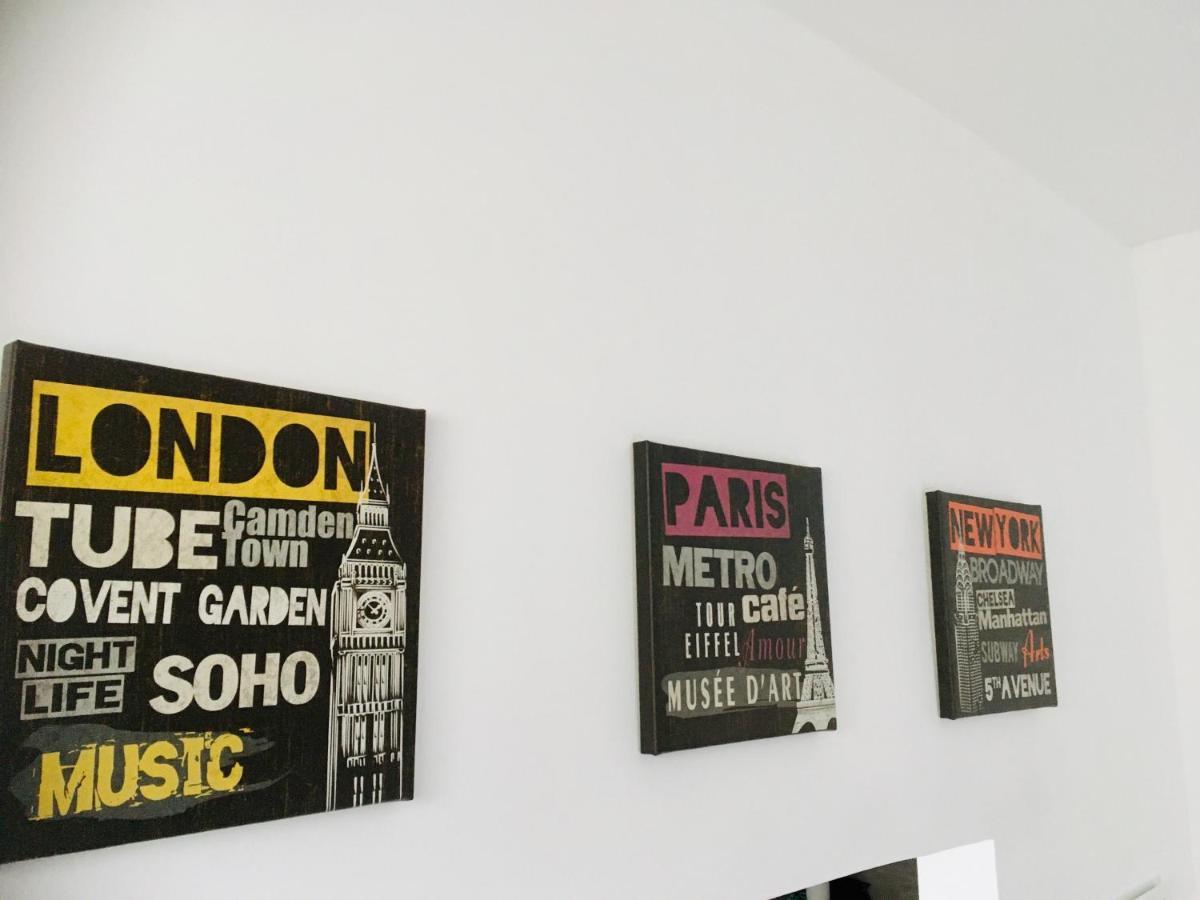 LONDON
TUBE Camden Town
COVENT GARDEN
NIGHT LIFE SOHO
MUSIC
PARIS
METRO
TOUR EIFFEL café
Amour
MUSÉE D'ART
NEW YORK
BROADWAY
CHELSEA
Manhattan
SUBWAY Arts
5TH AVENUE